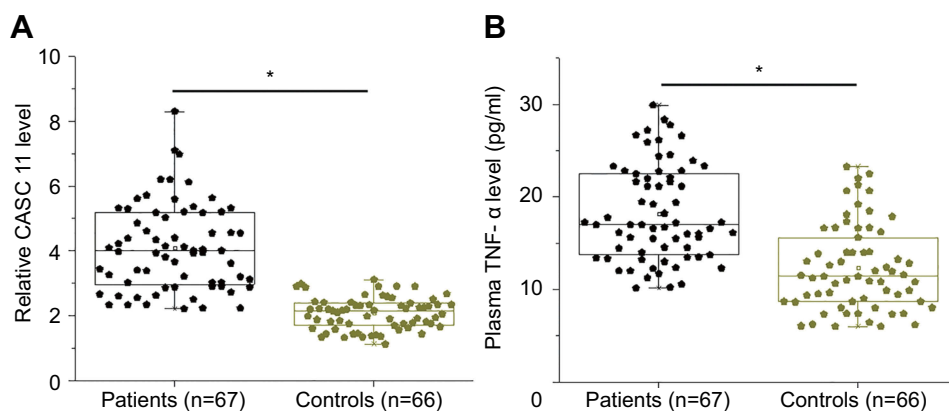 A
Relative CASC 11 level
10
8
6
4
2
0
*
Patients (n=67)
Controls (n=66)
B
Plasma TNF- α level (pg/ml)
30
20
10
0
*
Patients (n=67)
Controls (n=66)